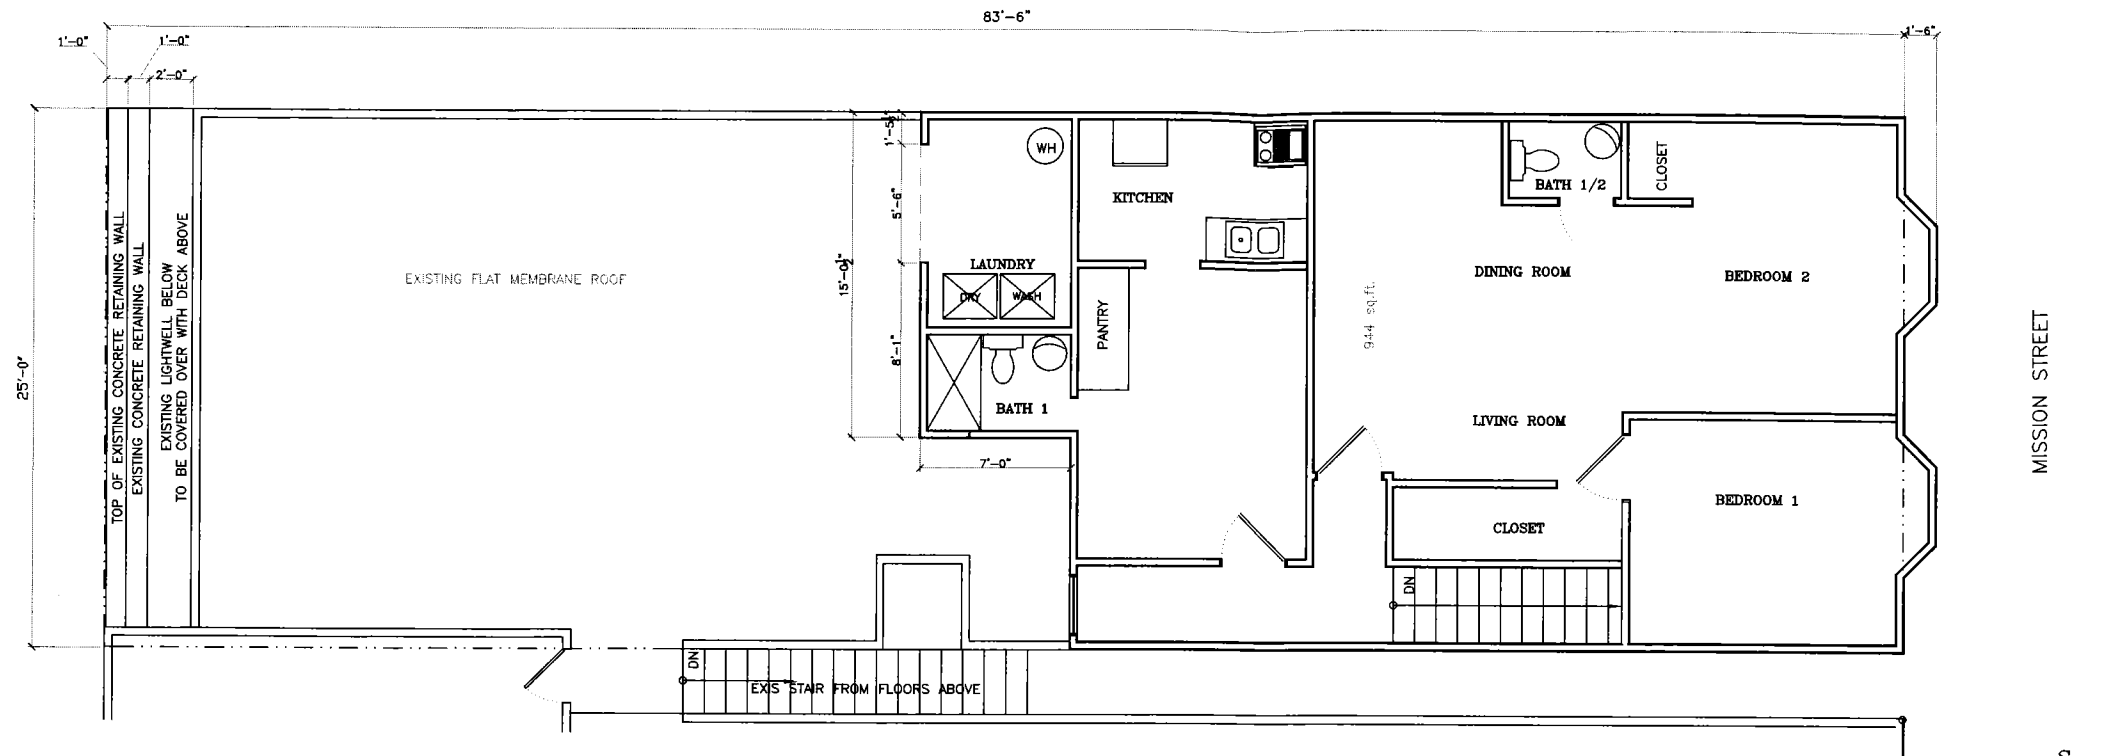 83'-6"
1'-0"
1'-0"
1'-6"
2'-0"
25'-0"
TOP OF EXISTING CONCRETE RETAINING WALL
EXISTING CONCRETE RETAINING WALL
EXISTING LIGHTWELL BELOW
TO BE COVERED OVER WITH DECK ABOVE
EXISTING FLAT MEMBRANE ROOF
15'-0½"
1'-5½"
5'-6"
8'-1"
7'-0"
WH
LAUNDRY
DRY
WASH
BATH 1
KITCHEN
PANTRY
944 sq.ft.
DINING ROOM
LIVING ROOM
BATH 1/2
CLOSET
BEDROOM 2
BEDROOM 1
CLOSET
DN
DN
EXIS STAIR FROM FLOORS ABOVE
MISSION STREET